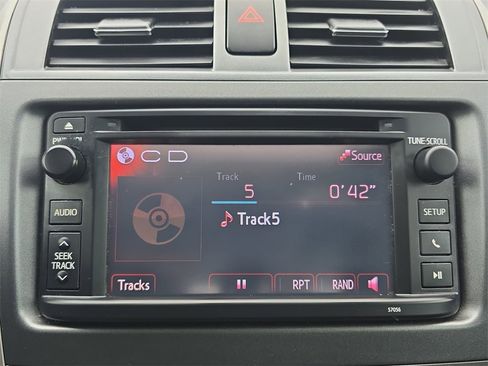 PWR·VOL
TUNE·SCROLL
CD
Source
Track
Time
5
0'42"
Track5
AUDIO
SETUP
SEEK
TRACK
Tracks
RPT
RAND
57056